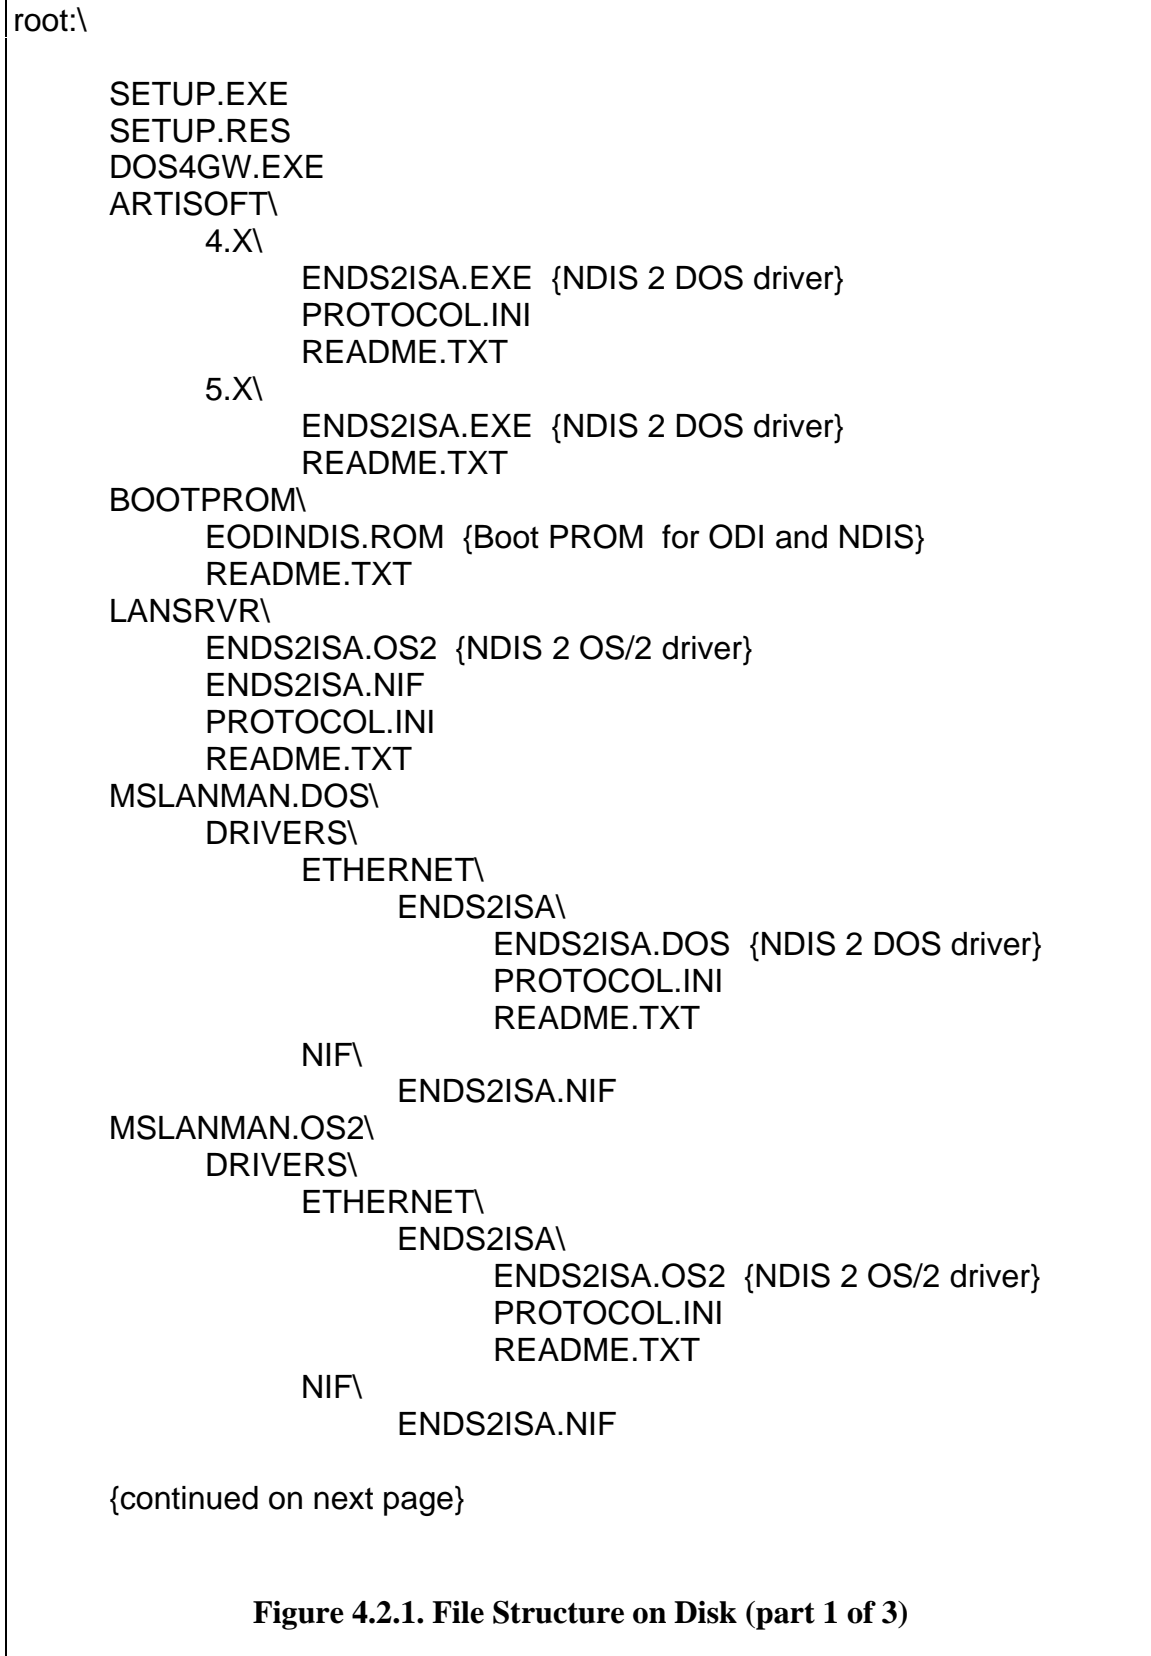 root:\
SETUP.EXE
SETUP.RES
DOS4GW.EXE
ARTISOFT\
4.X\
ENDS2ISA.EXE  {NDIS 2 DOS driver}
PROTOCOL.INI
README.TXT
5.X\
ENDS2ISA.EXE  {NDIS 2 DOS driver}
README.TXT
BOOTPROM\
EODINDIS.ROM  {Boot PROM  for ODI and NDIS}
README.TXT
LANSRVR\
ENDS2ISA.OS2  {NDIS 2 OS/2 driver}
ENDS2ISA.NIF
PROTOCOL.INI
README.TXT
MSLANMAN.DOS\
DRIVERS\
ETHERNET\
ENDS2ISA\
ENDS2ISA.DOS  {NDIS 2 DOS driver}
PROTOCOL.INI
README.TXT
NIF\
ENDS2ISA.NIF
MSLANMAN.OS2\
DRIVERS\
ETHERNET\
ENDS2ISA\
ENDS2ISA.OS2  {NDIS 2 OS/2 driver}
PROTOCOL.INI
README.TXT
NIF\
ENDS2ISA.NIF
{continued on next page}
Figure 4.2.1. File Structure on Disk (part 1 of 3)